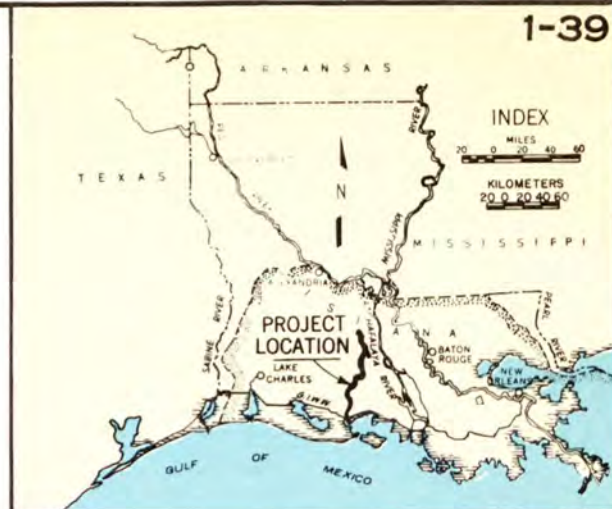 1-39
ARKANSAS
INDEX
MILES
20 0 20 40 60
KILOMETERS
20 0 20 40 60
TEXAS
RIVER
N
MISSISSIPPI
MISSISSIPPI
ALEXANDRIA
SABINE RIVER
PROJECT
LOCATION
LAKE
CHARLES
RIVER
A N A
BATON
ROUGE
PEARL
RIVER
NEW
ORLEANS
GULF OF MEXICO